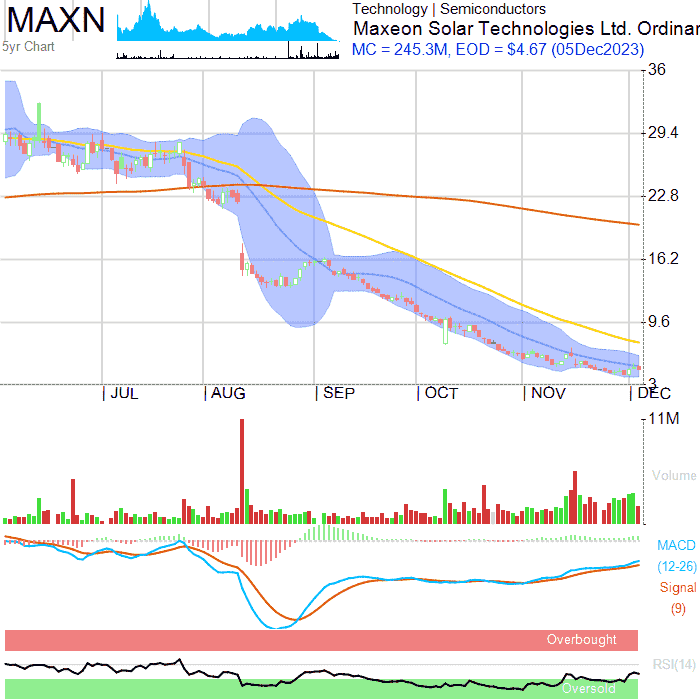 MAXN
5yr Chart
Technology | Semiconductors
Maxeon Solar Technologies Ltd. Ordinar
MC = 245.3M, EOD = $4.67 (05Dec2023)
36
29.4
22.8
16.2
9.6
3
JUL
AUG
SEP
OCT
NOV
DEC
11M
Volume
MACD
(12-26)
Signal
(9)
Overbought
RSI(14)
Oversold